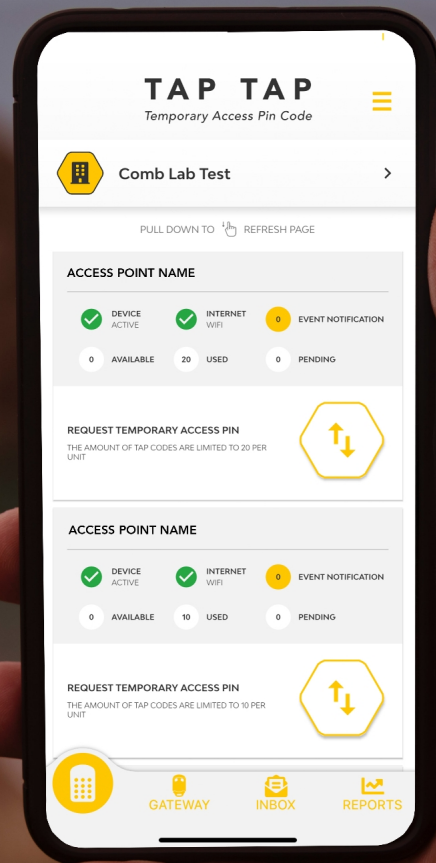 TAP TAP
Temporary Access Pin Code
Comb Lab Test
PULL DOWN TO REFRESH PAGE
ACCESS POINT NAME
DEVICE
ACTIVE
INTERNET
WIFI
0 EVENT NOTIFICATION
0 AVAILABLE
20 USED
0 PENDING
REQUEST TEMPORARY ACCESS PIN
THE AMOUNT OF TAP CODES ARE LIMITED TO 20 PER
UNIT
ACCESS POINT NAME
DEVICE
ACTIVE
INTERNET
WIFI
0 EVENT NOTIFICATION
0 AVAILABLE
10 USED
0 PENDING
REQUEST TEMPORARY ACCESS PIN
THE AMOUNT OF TAP CODES ARE LIMITED TO 10 PER
UNIT
GATEWAY
INBOX
REPORTS